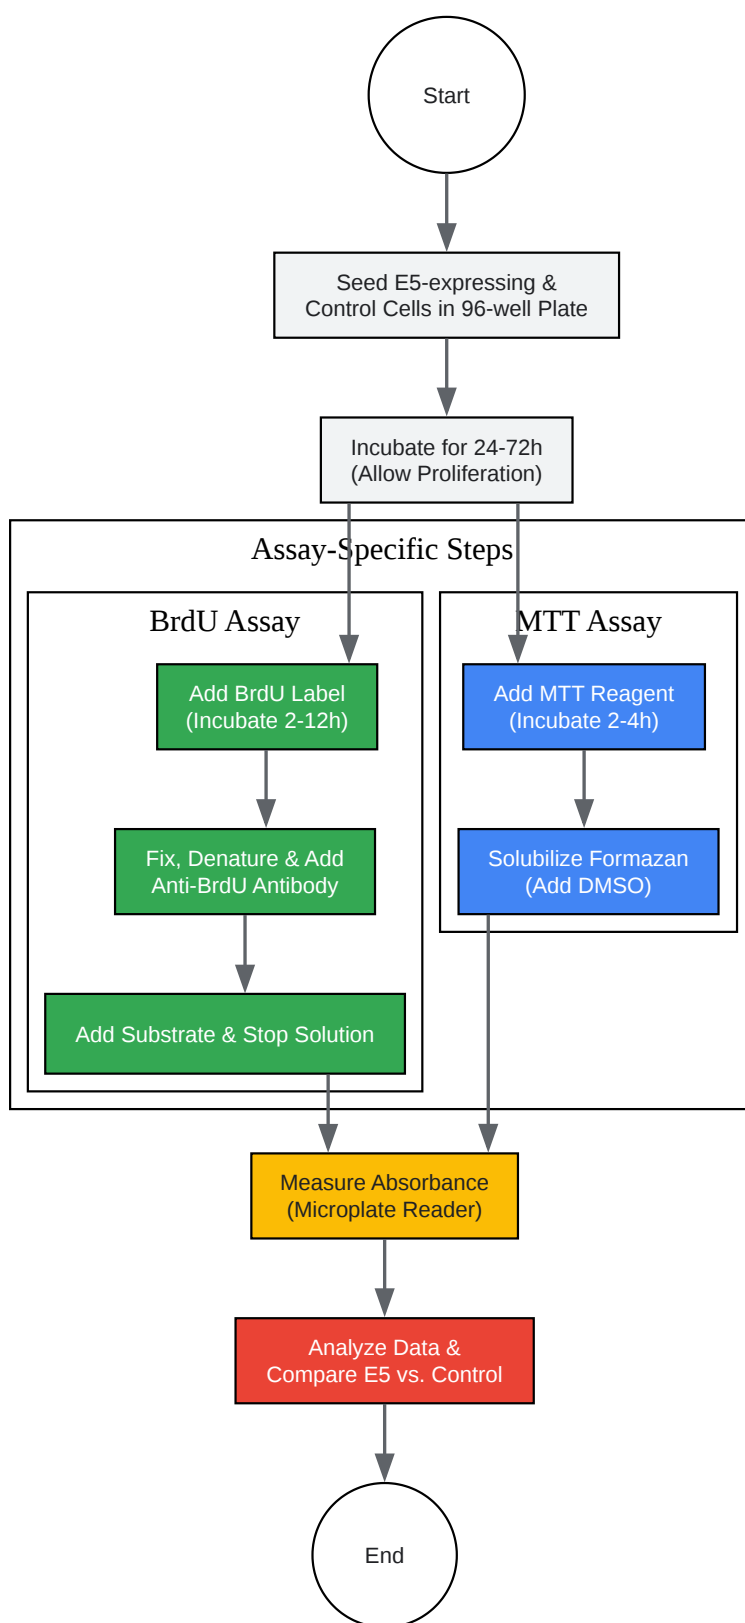 Start
Seed E5-expressing &
Control Cells in 96-well Plate
Incubate for 24-72h
(Allow Proliferation)
Assay-Specific Steps
BrdU Assay
Add BrdU Label
(Incubate 2-12h)
Fix, Denature & Add
Anti-BrdU Antibody
Add Substrate & Stop Solution
MTT Assay
Add MTT Reagent
(Incubate 2-4h)
Solubilize Formazan
(Add DMSO)
Measure Absorbance
(Microplate Reader)
Analyze Data &
Compare E5 vs. Control
End